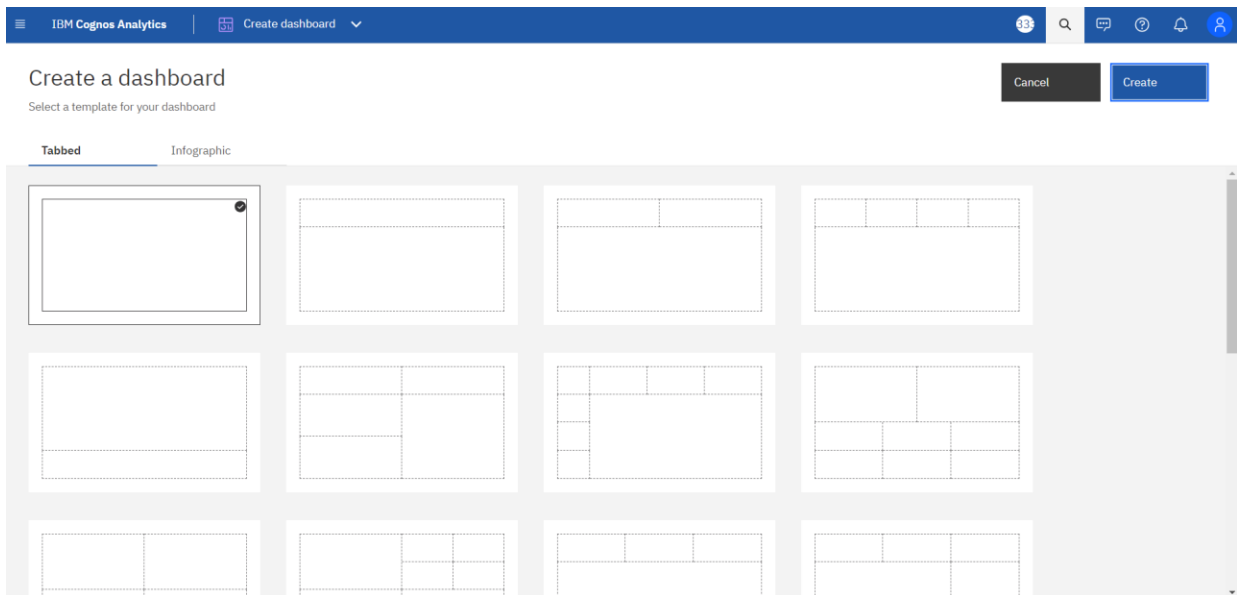 IBM Cognos Analytics
Create dashboard
Create a dashboard
Cancel
Create
Select a template for your dashboard
Tabbed
Infographic